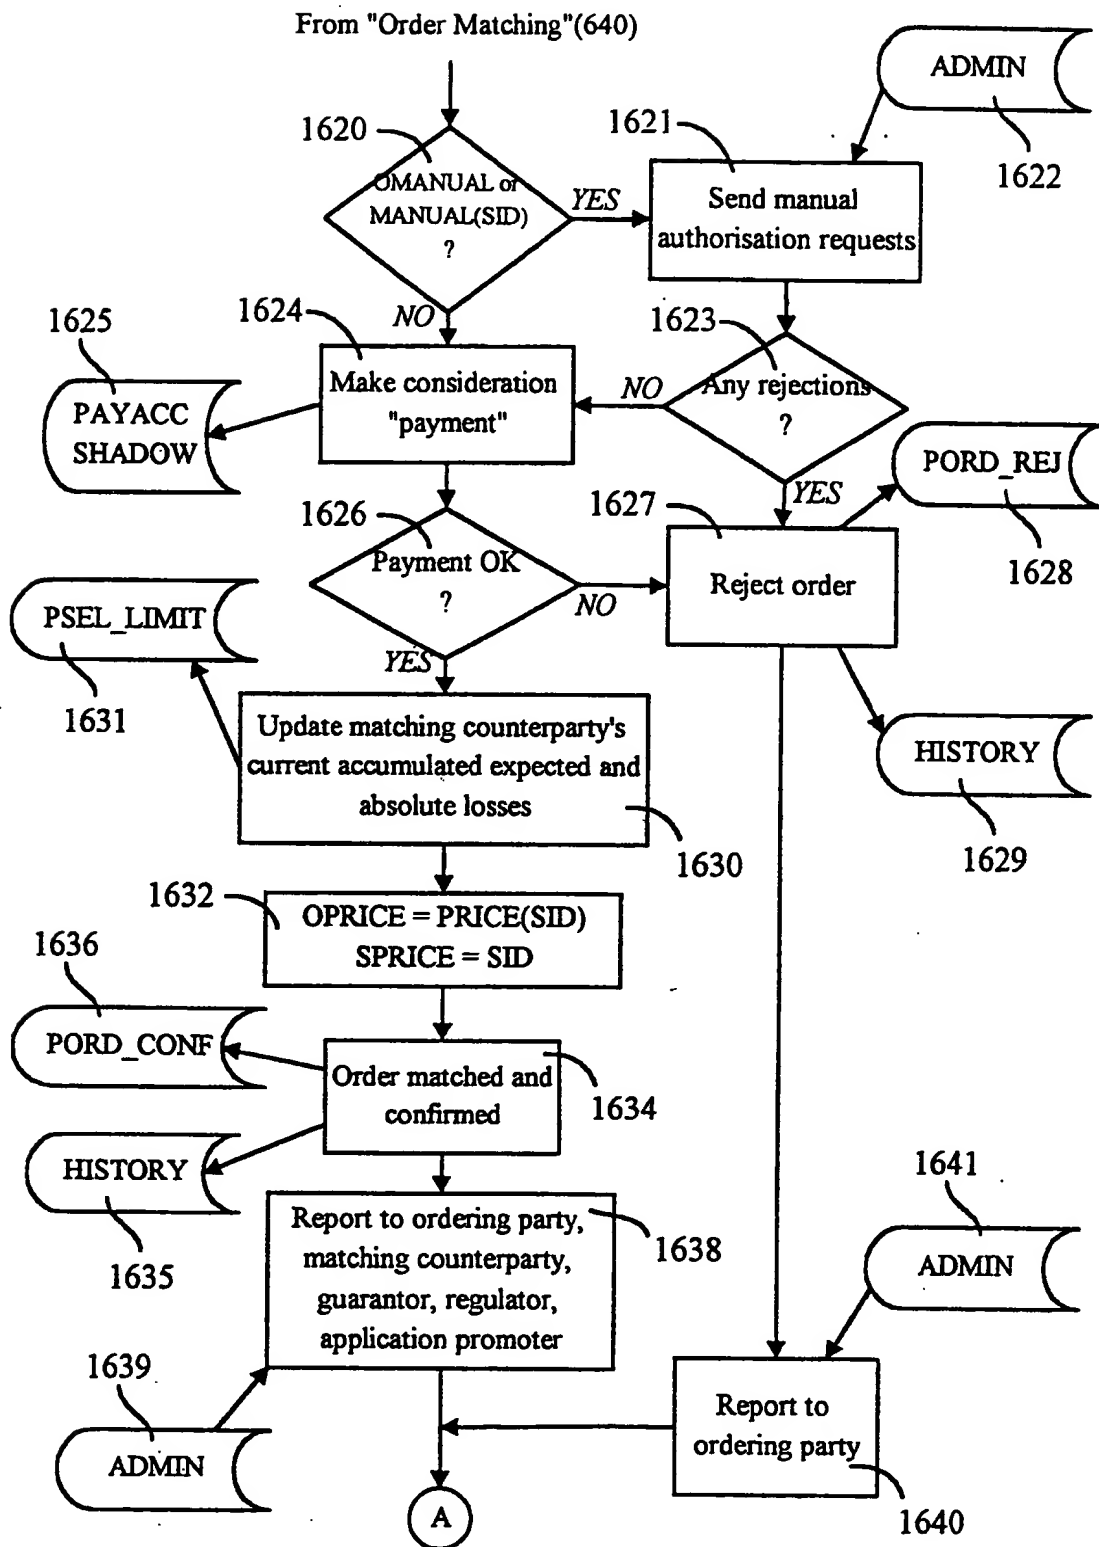 From "Order Matching"(640)
ADMIN
1620
1621
1622
OMANUAL or
MANUAL(SID)
?
YES
Send manual
authorisation requests
NO
1625
1624
1623
Make consideration
"payment"
NO
Any rejections
?
PAYACC
SHADOW
YES
PORD_REJ
1626
1627
1628
Payment OK
?
NO
Reject order
PSEL_LIMIT
YES
1631
Update matching counterparty's
current accumulated expected and
absolute losses
HISTORY
1630
1629
1632
OPRICE = PRICE(SID)
SPRICE = SID
1636
PORD_CONF
Order matched and
confirmed
1634
HISTORY
1635
Report to ordering party,
matching counterparty,
guarantor, regulator,
application promoter
1638
1641
ADMIN
1639
ADMIN
Report to
ordering party
1640
A